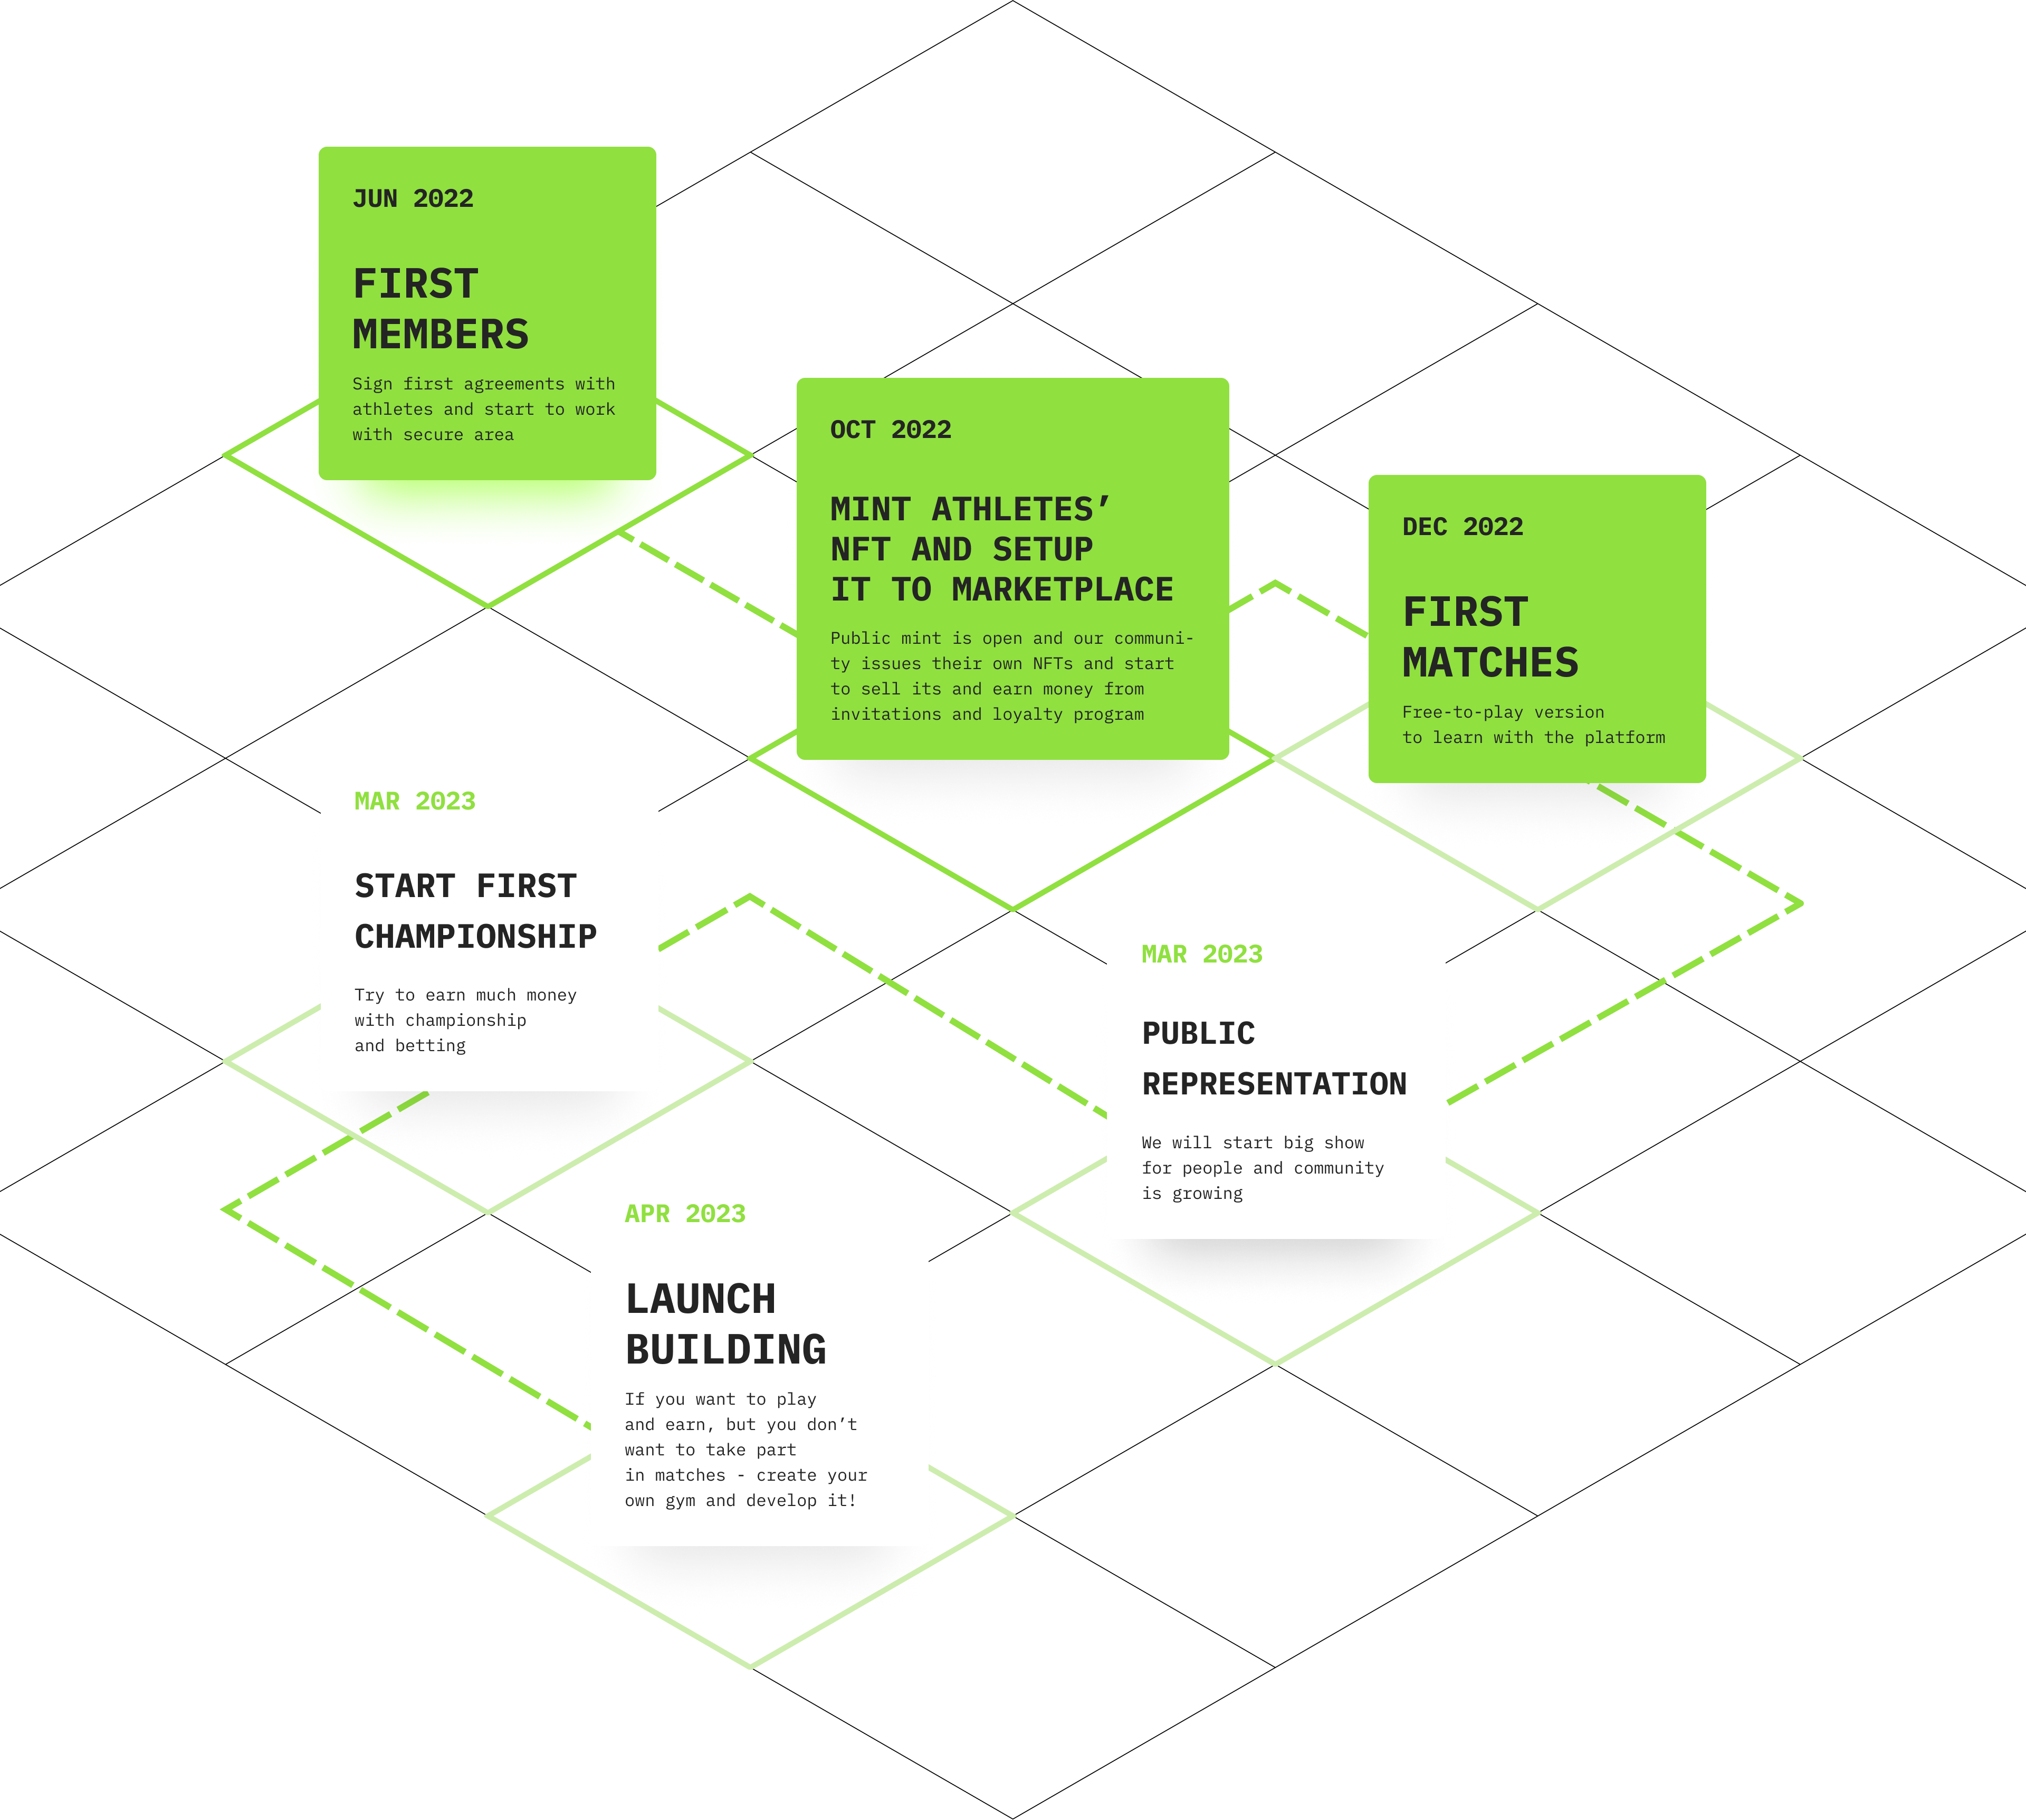 JUN 2022
FIRST
MEMBERS
Sign first agreements with
athletes and start to work
with secure area
OCT 2022
MINT ATHLETES’
NFT AND SETUP
IT TO MARKETPLACE
Public mint is open and our communi-
ty issues their own NFTs and start
to sell its and earn money from
invitations and loyalty program
DEC 2022
FIRST
MATCHES
Free-to-play version
to learn with the platform
MAR 2023
START FIRST
CHAMPIONSHIP
Try to earn much money
with championship
and betting
MAR 2023
PUBLIC
REPRESENTATION
We will start big show
for people and community
is growing
APR 2023
LAUNCH
BUILDING
If you want to play
and earn, but you don’t
want to take part
in matches - create your
own gym and develop it!